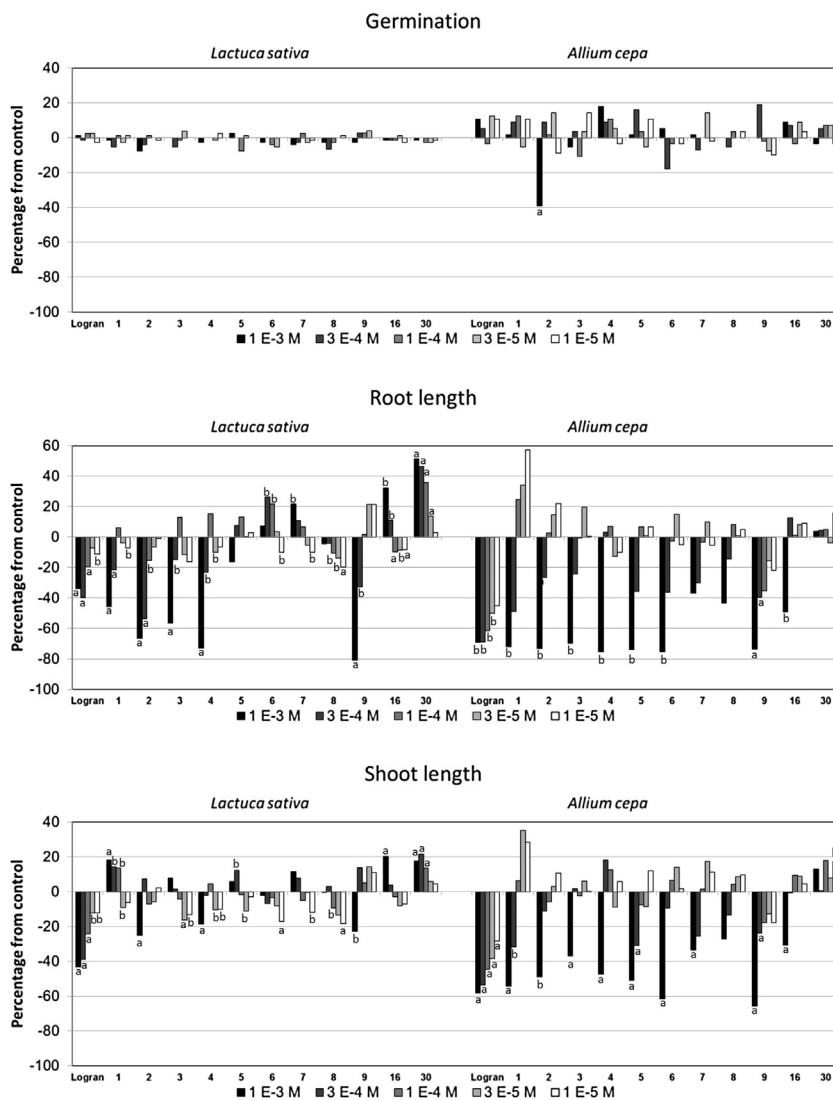 Germination
Lactuca sativa
Allium cepa
Percentage from control
40
20
0
-20
-40
-60
-80
-100
a
Logran 1 2 3 4 5 6 7 8 9 16 30 Logran 1 2 3 4 5 6 7 8 9 16 30
1 E-3 M 3 E-4 M 1 E-4 M 3 E-5 M 1 E-5 M
Root length
Lactuca sativa
Allium cepa
Percentage from control
60
40
20
0
-20
-40
-60
-80
-100
a a a b a a b a a b a b a b b b b b b b b b a a b b b a b a a a a a
b b b b b b b b b b a a b
Logran 1 2 3 4 5 6 7 8 9 16 30 Logran 1 2 3 4 5 6 7 8 9 16 30
1 E-3 M 3 E-4 M 1 E-4 M 3 E-5 M 1 E-5 M
Shoot length
Lactuca sativa
Allium cepa
Percentage from control
40
20
0
-20
-40
-60
-80
-100
a a a b b a b b b a a b a b b b b a b a b a a a a
a a a a a a b b a a a a a a a a a
Logran 1 2 3 4 5 6 7 8 9 16 30 Logran 1 2 3 4 5 6 7 8 9 16 30
1 E-3 M 3 E-4 M 1 E-4 M 3 E-5 M 1 E-5 M